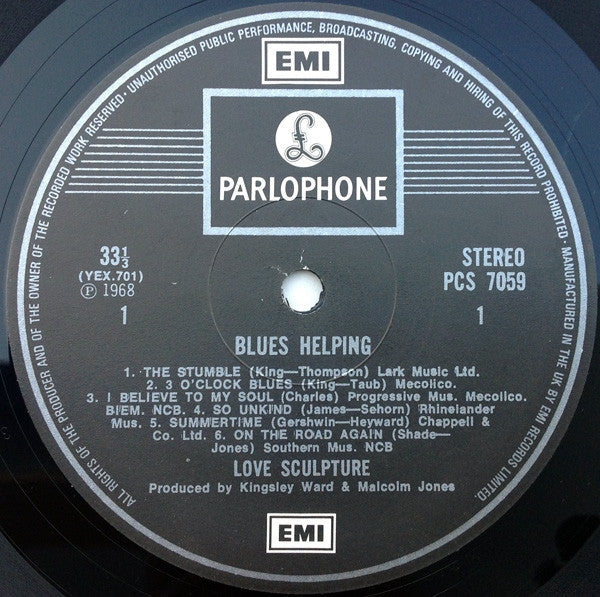 ALL RIGHTS OF THE PRODUCER AND OF THE OWNER OF THE RECORDED WORK RESERVED · UNAUTHORISED PUBLIC PERFORMANCE, BROADCASTING, COPYING AND HIRING OF THIS RECORD PROHIBITED · MANUFACTURED IN THE UK BY EMI RECORDS LIMITED.
EMI
£
PARLOPHONE
33⅓
(YEX.701)
Ⓟ 1968
1
STEREO
PCS 7059
1
BLUES HELPING
1. THE STUMBLE (King—Thompson) Lark Music Ltd.
2. 3 O'CLOCK BLUES (King—Taub) Mecolico.
3. I BELIEVE TO MY SOUL (Charles) Progressive Mus. Mecolico.
BIEM. NCB. 4. SO UNKIND (James—Sehorn) Rhinelander
Mus. 5. SUMMERTIME (Gershwin—Heyward) Chappell &
Co. Ltd. 6. ON THE ROAD AGAIN (Shade—
Jones) Southern Mus. NCB
LOVE SCULPTURE
Produced by Kingsley Ward & Malcolm Jones
EMI